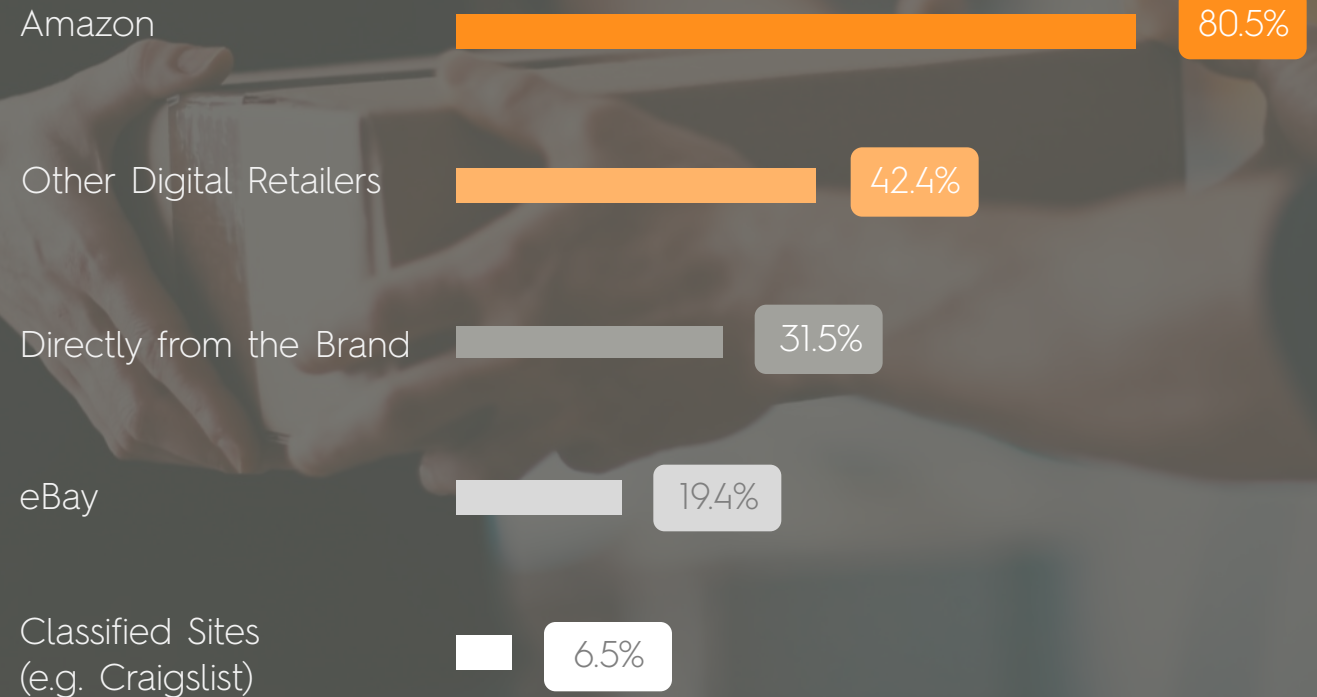 Amazon 80.5%
Other Digital Retailers 42.4%
Directly from the Brand 31.5%
eBay 19.4%
Classified Sites
(e.g. Craigslist) 6.5%